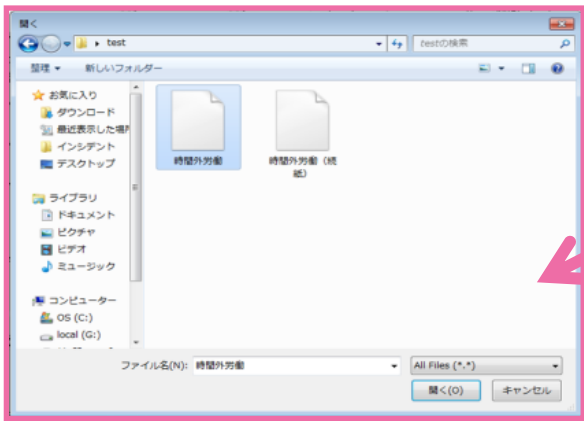 開く
test
testの検索
整理
新しいフォルダー
お気に入り
ダウンロード
最近表示した場所
インシデント
デスクトップ
ライブラリ
ドキュメント
ピクチャ
ビデオ
ミュージック
コンピューター
OS (C:)
local (G:)
時間外労働
時間外労働（続
紙）
ファイル名(N): 時間外労働
All Files (*.*)
開く(O)
キャンセル